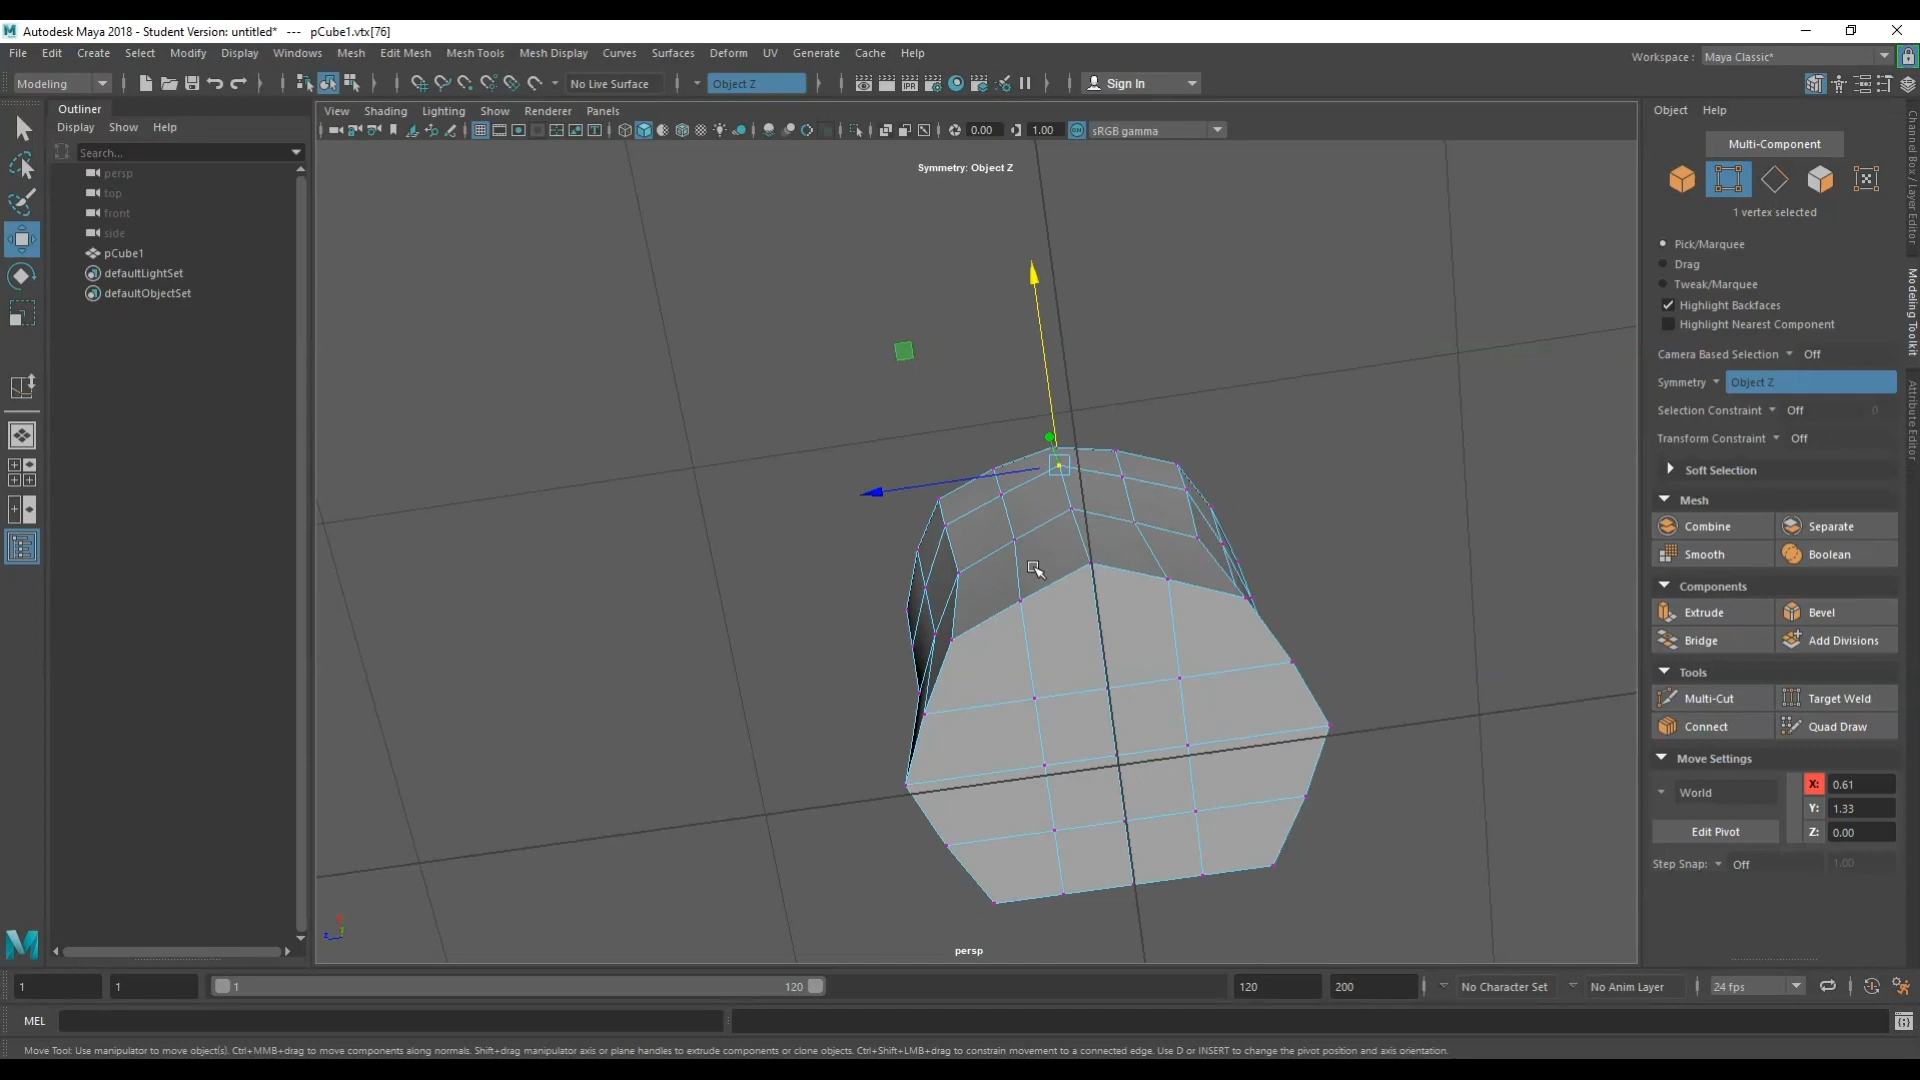 Autodesk Maya 2018 - Student Version: untitled* --- pCube1.vtx[76]
File Edit Create Select Modify Display Windows Mesh Edit Mesh Mesh Tools Mesh Display Curves Surfaces Deform UV Generate Cache Help
Workspace : Maya Classic*
Modeling No Live Surface Object Z IPR Sign In
Outliner
Display Show Help
Search...
persp
top
front
side
pCube1
defaultLightSet
defaultObjectSet
View Shading Lighting Show Renderer Panels
0.00 1.00 ON sRGB gamma
Symmetry: Object Z
persp
Object Help
Multi-Component
1 vertex selected
Pick/Marquee
Drag
Tweak/Marquee
Highlight Backfaces
Highlight Nearest Component
Camera Based Selection Off
Symmetry Object Z
Selection Constraint Off 0
Transform Constraint Off
Soft Selection
Mesh
Combine Separate
Smooth Boolean
Components
Extrude Bevel
Bridge Add Divisions
Tools
Multi-Cut Target Weld
Connect Quad Draw
Move Settings
World X: 0.61
Y: 1.33
Edit Pivot Z: 0.00
Step Snap: Off 1.00
Channel Box / Layer Editor
Modeling Toolkit
Attribute Editor
1 1 1 120 120 200 No Character Set No Anim Layer 24 fps
MEL
Move Tool: Use manipulator to move object(s). Ctrl+MMB+drag to move components along normals. Shift+drag manipulator axis or plane handles to extrude components or clone objects. Ctrl+Shift+LMB+drag to constrain movement to a connected edge. Use D or INSERT to change the pivot position and axis orientation.